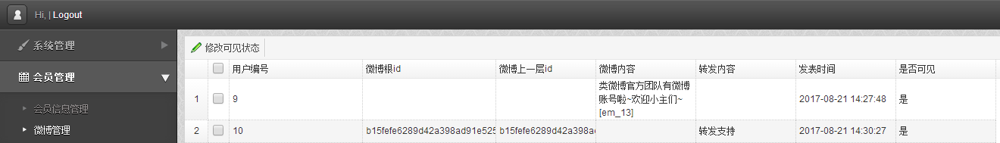 Hi, | Logout
系统管理
会员管理
会员信息管理
微博管理
修改可见状态
用户编号 微博根id 微博上一层id 微博内容 转发内容 发表时间 是否可见
1 9 类微博官方团队有微博 2017-08-21 14:27:48 是
账号啦~欢迎小主们~
[em_13]
2 10 b15fefe6289d42a398ad91e525 b15fefe6289d42a398ad 转发支持 2017-08-21 14:30:27 是